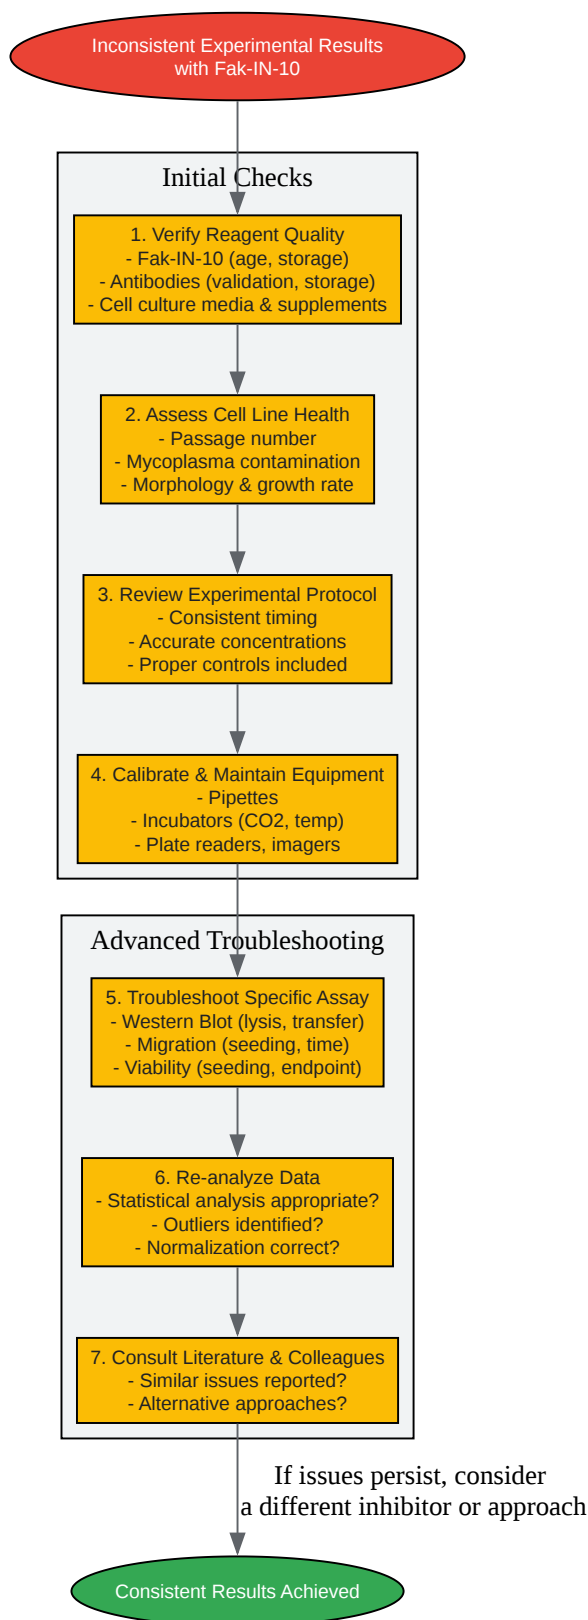 Inconsistent Experimental Results
with Fak-IN-10
Initial Checks
1. Verify Reagent Quality
- Fak-IN-10 (age, storage)
- Antibodies (validation, storage)
- Cell culture media & supplements
2. Assess Cell Line Health
- Passage number
- Mycoplasma contamination
- Morphology & growth rate
3. Review Experimental Protocol
- Consistent timing
- Accurate concentrations
- Proper controls included
4. Calibrate & Maintain Equipment
- Pipettes
- Incubators (CO2, temp)
- Plate readers, imagers
Advanced Troubleshooting
5. Troubleshoot Specific Assay
- Western Blot (lysis, transfer)
- Migration (seeding, time)
- Viability (seeding, endpoint)
6. Re-analyze Data
- Statistical analysis appropriate?
- Outliers identified?
- Normalization correct?
7. Consult Literature & Colleagues
- Similar issues reported?
- Alternative approaches?
If issues persist, consider
a different inhibitor or approach
Consistent Results Achieved